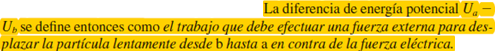 La diferencia de energía potencial Uₐ −
U_b se define entonces como el trabajo que debe efectuar una fuerza externa para des-
plazar la partícula lentamente desde b hasta a en contra de la fuerza eléctrica.